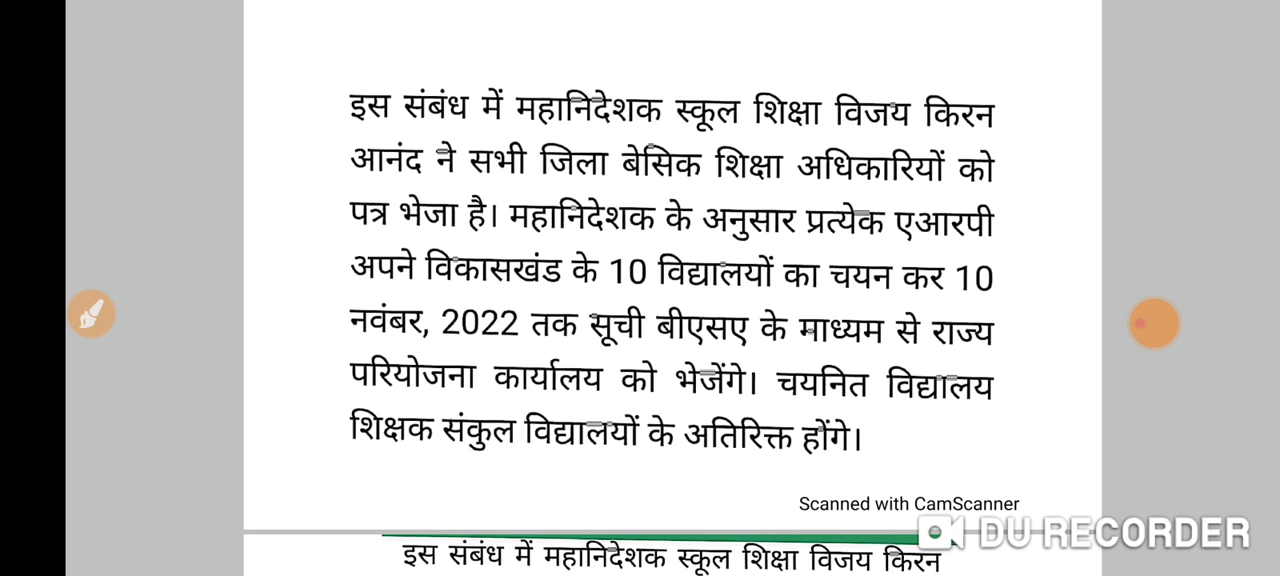 इस संबंध में महानिदेशक स्कूल शिक्षा विजय किरन
आनंद ने सभी जिला बेसिक शिक्षा अधिकारियों को
पत्र भेजा है। महानिदेशक के अनुसार प्रत्येक एआरपी
अपने विकासखंड के 10 विद्यालयों का चयन कर 10
नवंबर, 2022 तक सूची बीएसए के माध्यम से राज्य
परियोजना कार्यालय को भेजेंगे। चयनित विद्यालय
शिक्षक संकुल विद्यालयों के अतिरिक्त होंगे।
Scanned with CamScanner
DU RECORDER
इस संबंध में महानिदेशक स्कूल शिक्षा विजय किरन